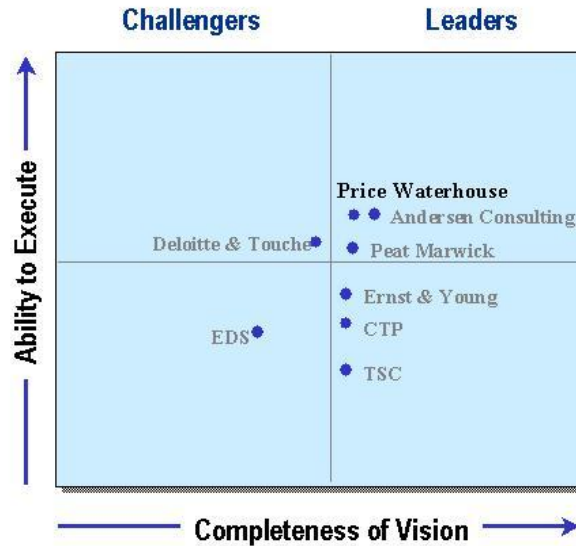 Challengers
Leaders
Ability to Execute
Price Waterhouse
Andersen Consulting
Deloitte & Touche
Peat Marwick
Ernst & Young
EDS
CTP
TSC
Completeness of Vision